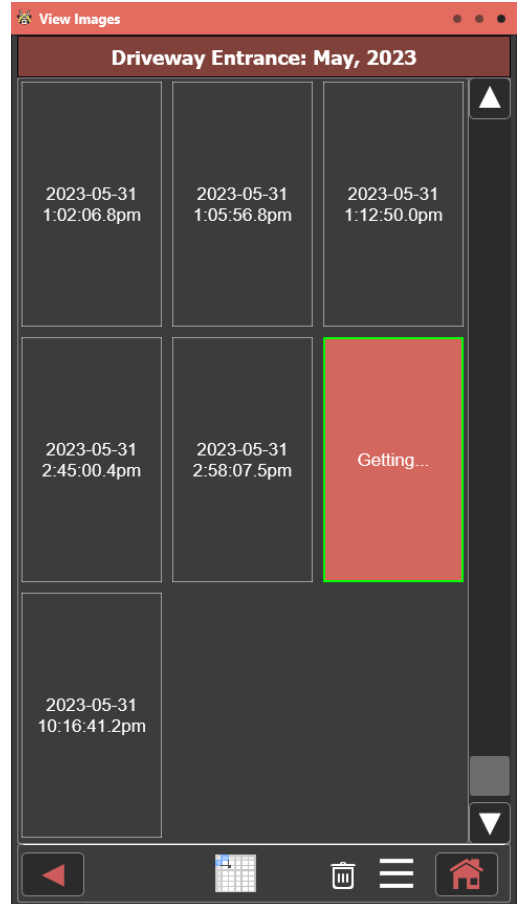 View Images
Driveway Entrance: May, 2023
2023-05-31
1:02:06.8pm
2023-05-31
1:05:56.8pm
2023-05-31
1:12:50.0pm
2023-05-31
2:45:00.4pm
2023-05-31
2:58:07.5pm
Getting...
2023-05-31
10:16:41.2pm